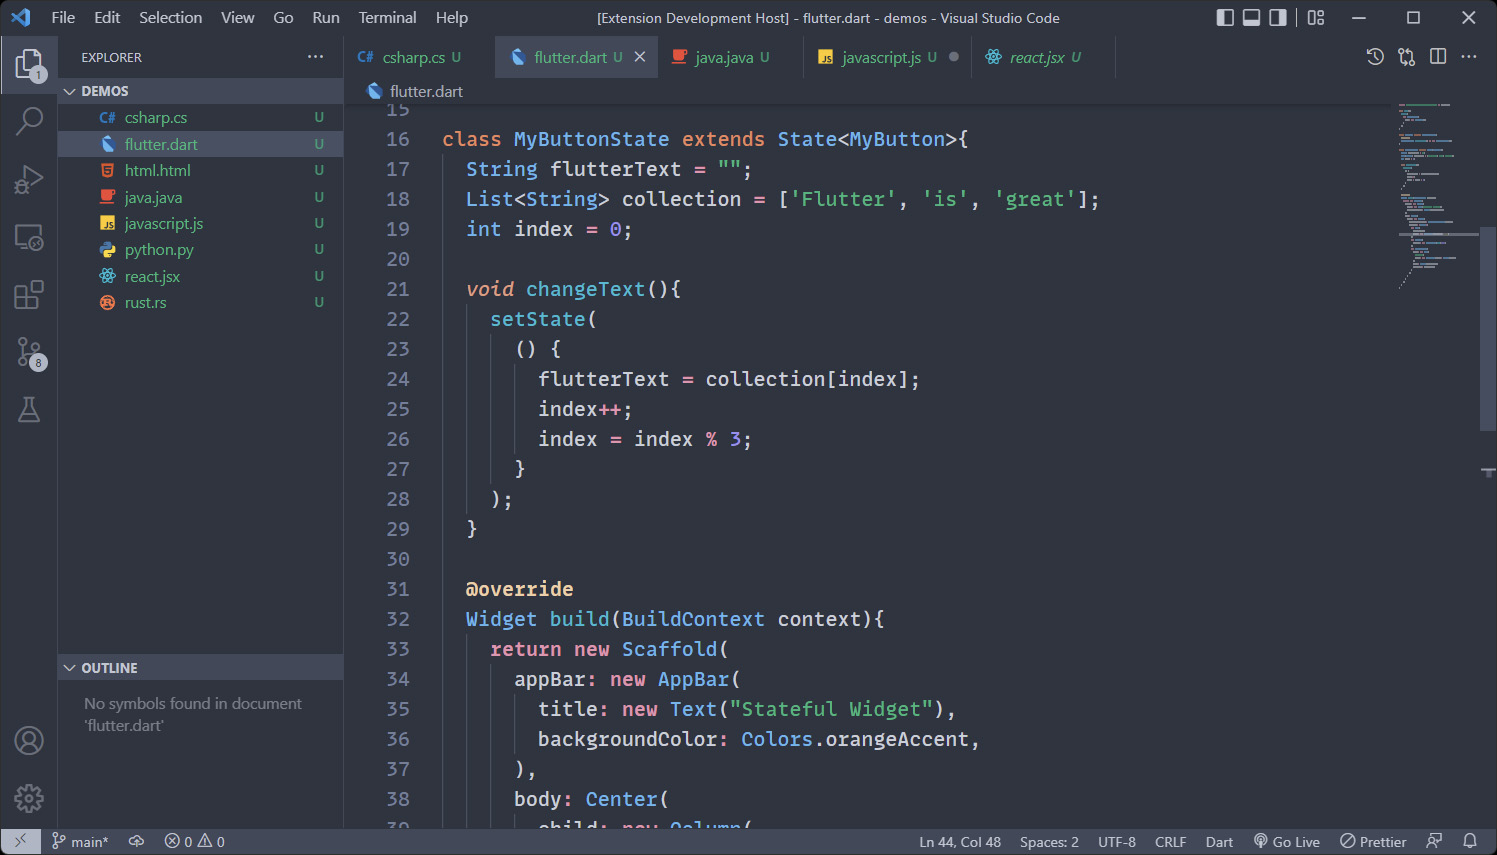 File Edit Selection View Go Run Terminal Help
[Extension Development Host] - flutter.dart - demos - Visual Studio Code
EXPLORER
1
csharp.cs U
flutter.dart U
java.java U
JS javascript.js U
react.jsx U
DEMOS
flutter.dart
C# csharp.cs U
flutter.dart U
html.html U
java.java U
JS javascript.js U
python.py U
react.jsx U
rust.rs U
8
OUTLINE
No symbols found in document
'flutter.dart'
15
16 class MyButtonState extends State<MyButton>{
17 String flutterText = "";
18 List<String> collection = ['Flutter', 'is', 'great'];
19 int index = 0;
20
21 void changeText(){
22 setState(
23 () {
24 flutterText = collection[index];
25 index++;
26 index = index % 3;
27 }
28 );
29 }
30
31 @override
32 Widget build(BuildContext context){
33 return new Scaffold(
34 appBar: new AppBar(
35 title: new Text("Stateful Widget"),
36 backgroundColor: Colors.orangeAccent,
37 ),
38 body: Center(
39 child: new Column(
main* 0 0 Ln 44, Col 48 Spaces: 2 UTF-8 CRLF Dart Go Live Prettier